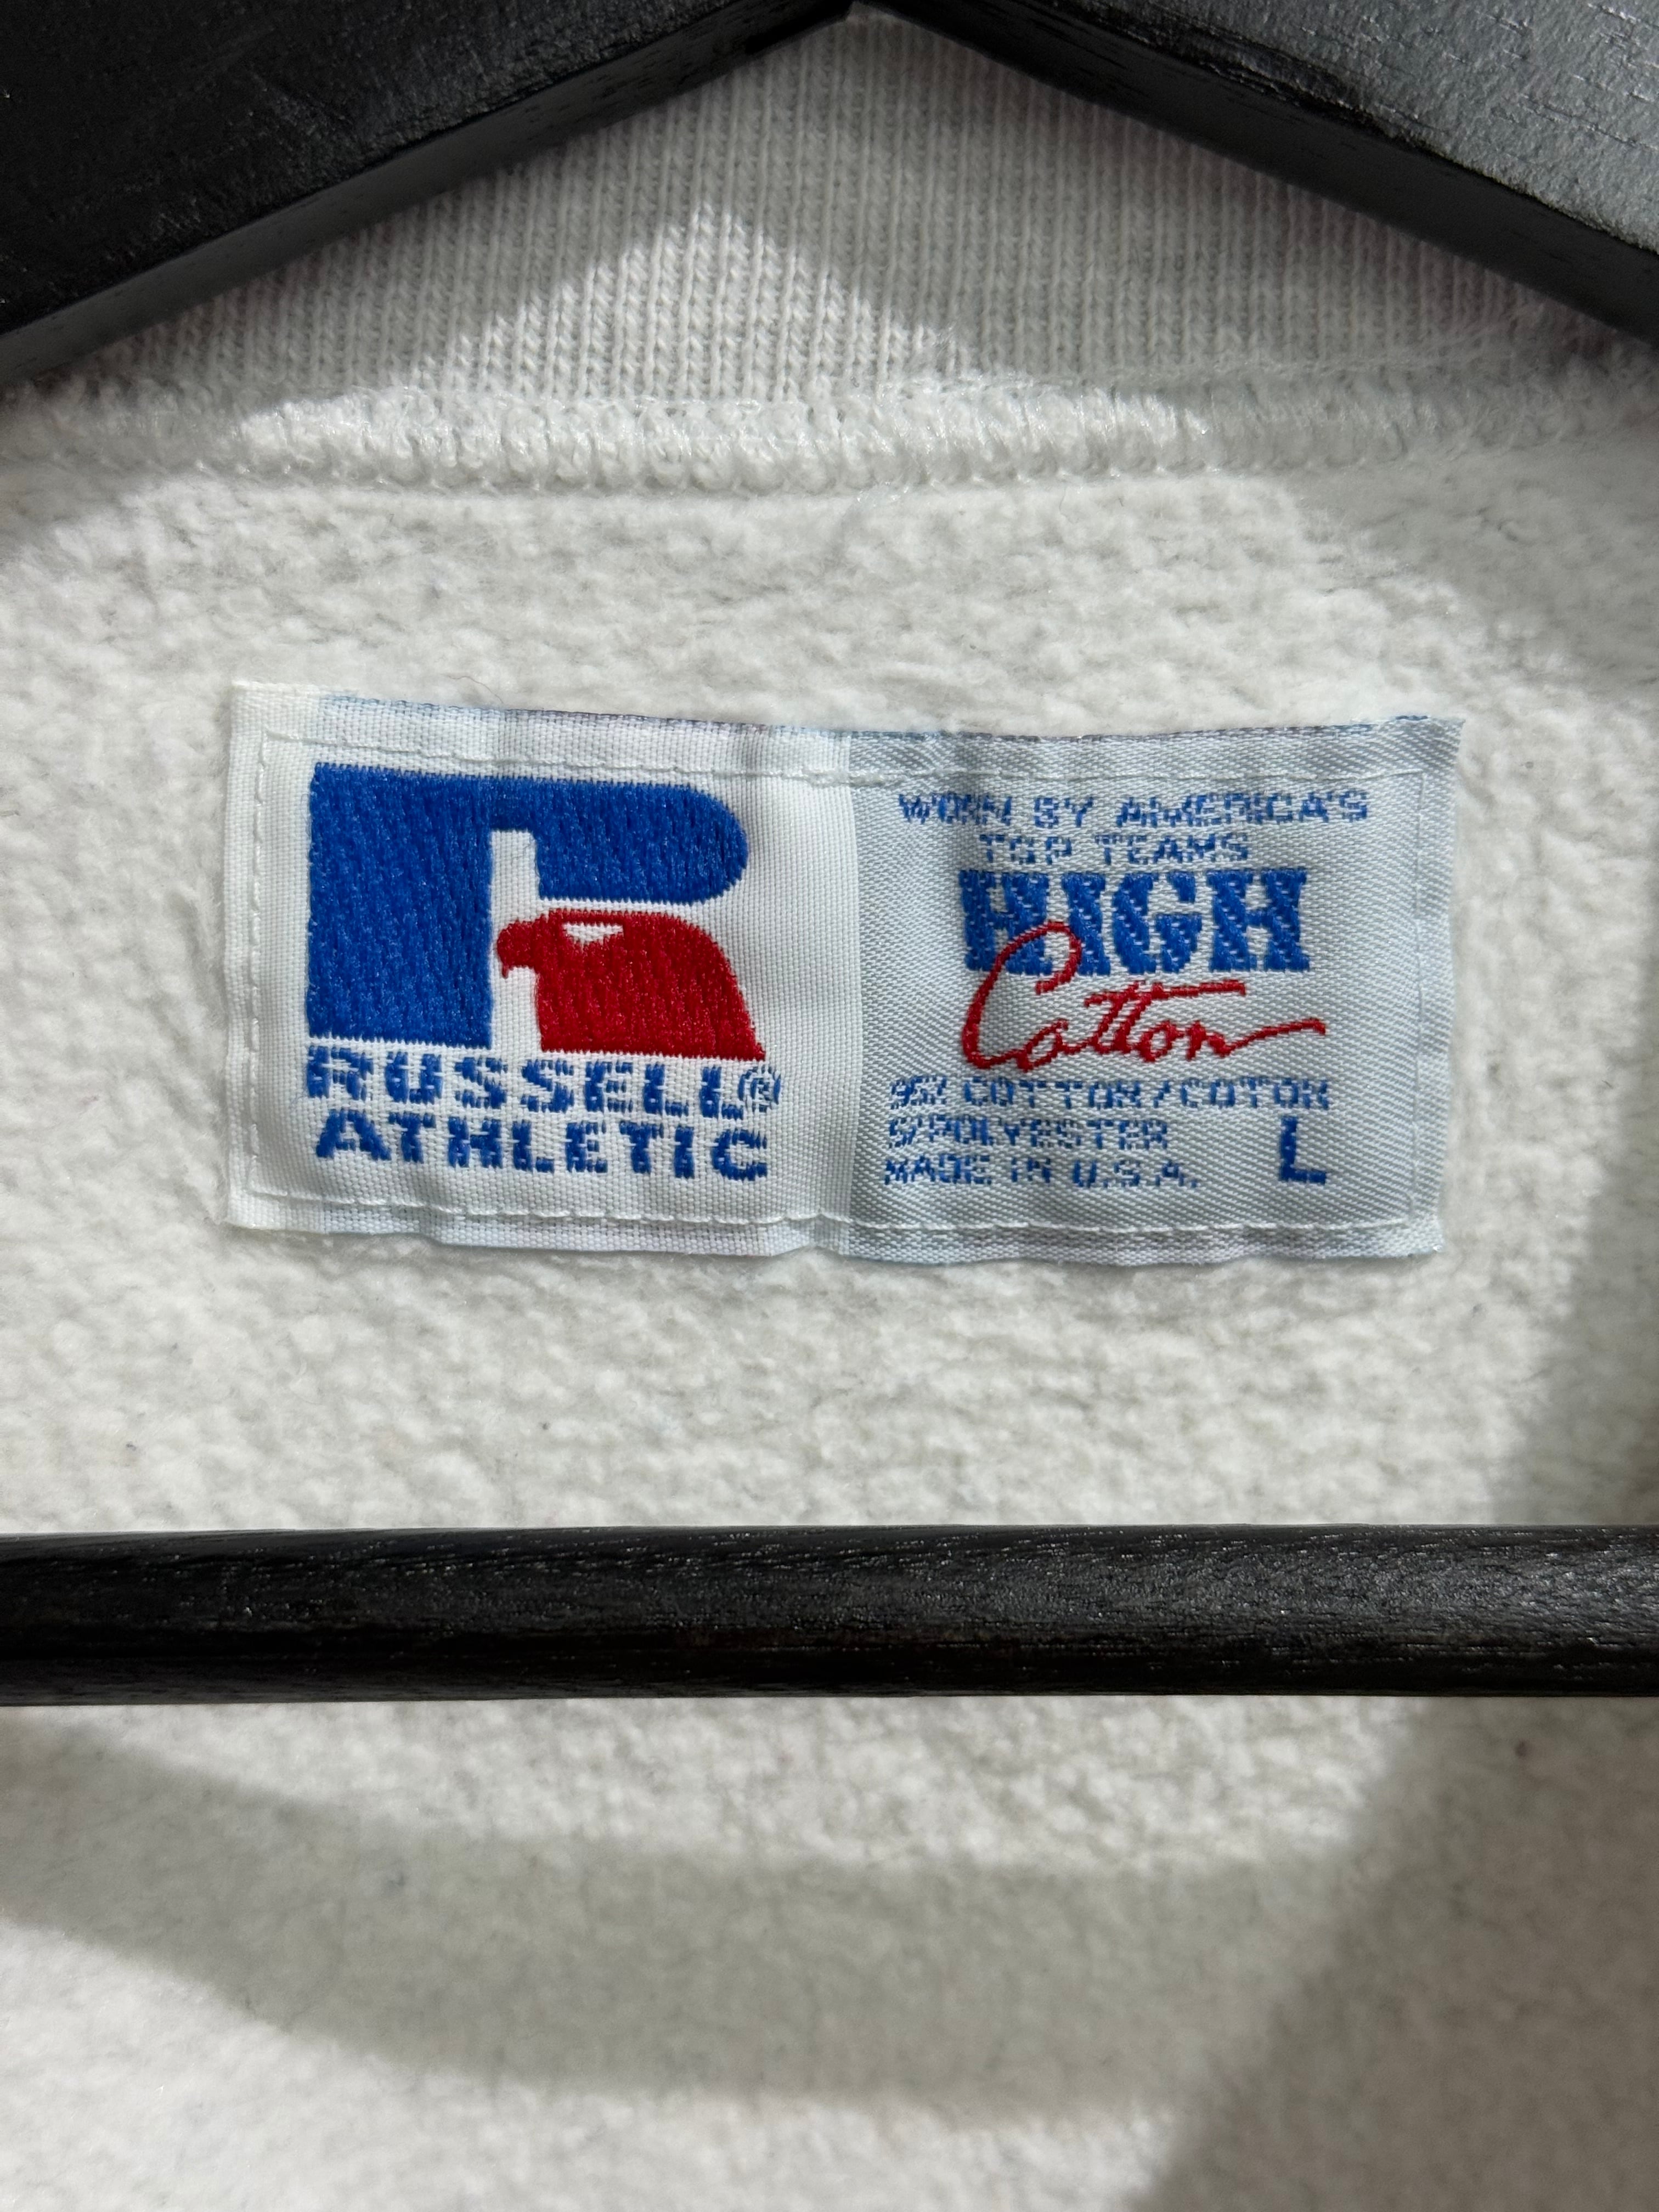 RUSSELL®
ATHLETIC
WORN BY AMERICA'S
TOP TEAMS
HIGH
Cotton
95% COTTON/COTON
5%POLYESTER
MADE IN U.S.A.
L